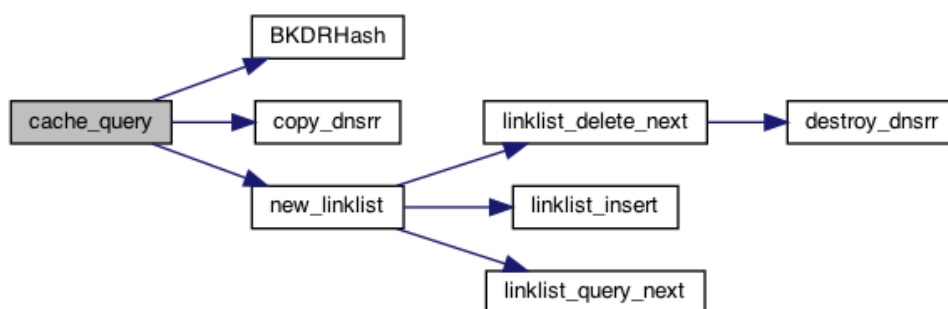 BKDRHash
cache_query
copy_dnsrr
linklist_delete_next
destroy_dnsrr
new_linklist
linklist_insert
linklist_query_next